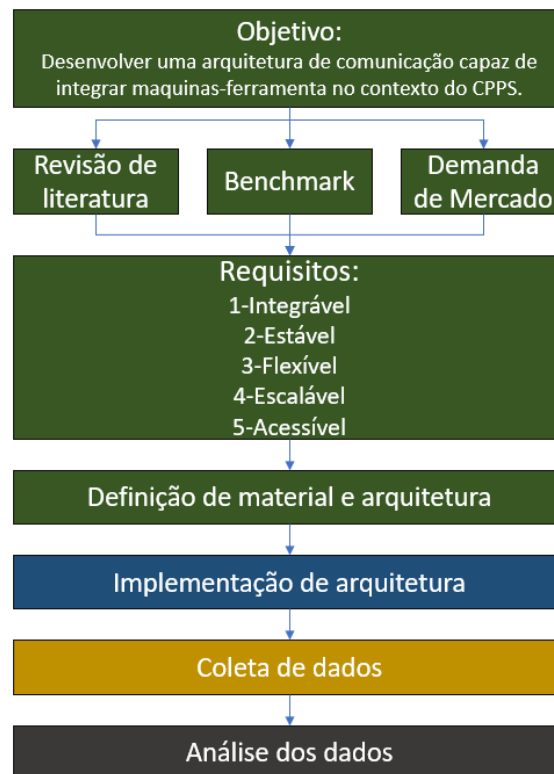 Objetivo:
Desenvolver uma arquitetura de comunicação capaz de
integrar maquinas-ferramenta no contexto do CPPS.
Revisão de
literatura
Benchmark
Demanda
de Mercado
Requisitos:
1-Integrável
2-Estável
3-Flexível
4-Escalável
5-Acessível
Definição de material e arquitetura
Implementação de arquitetura
Coleta de dados
Análise dos dados